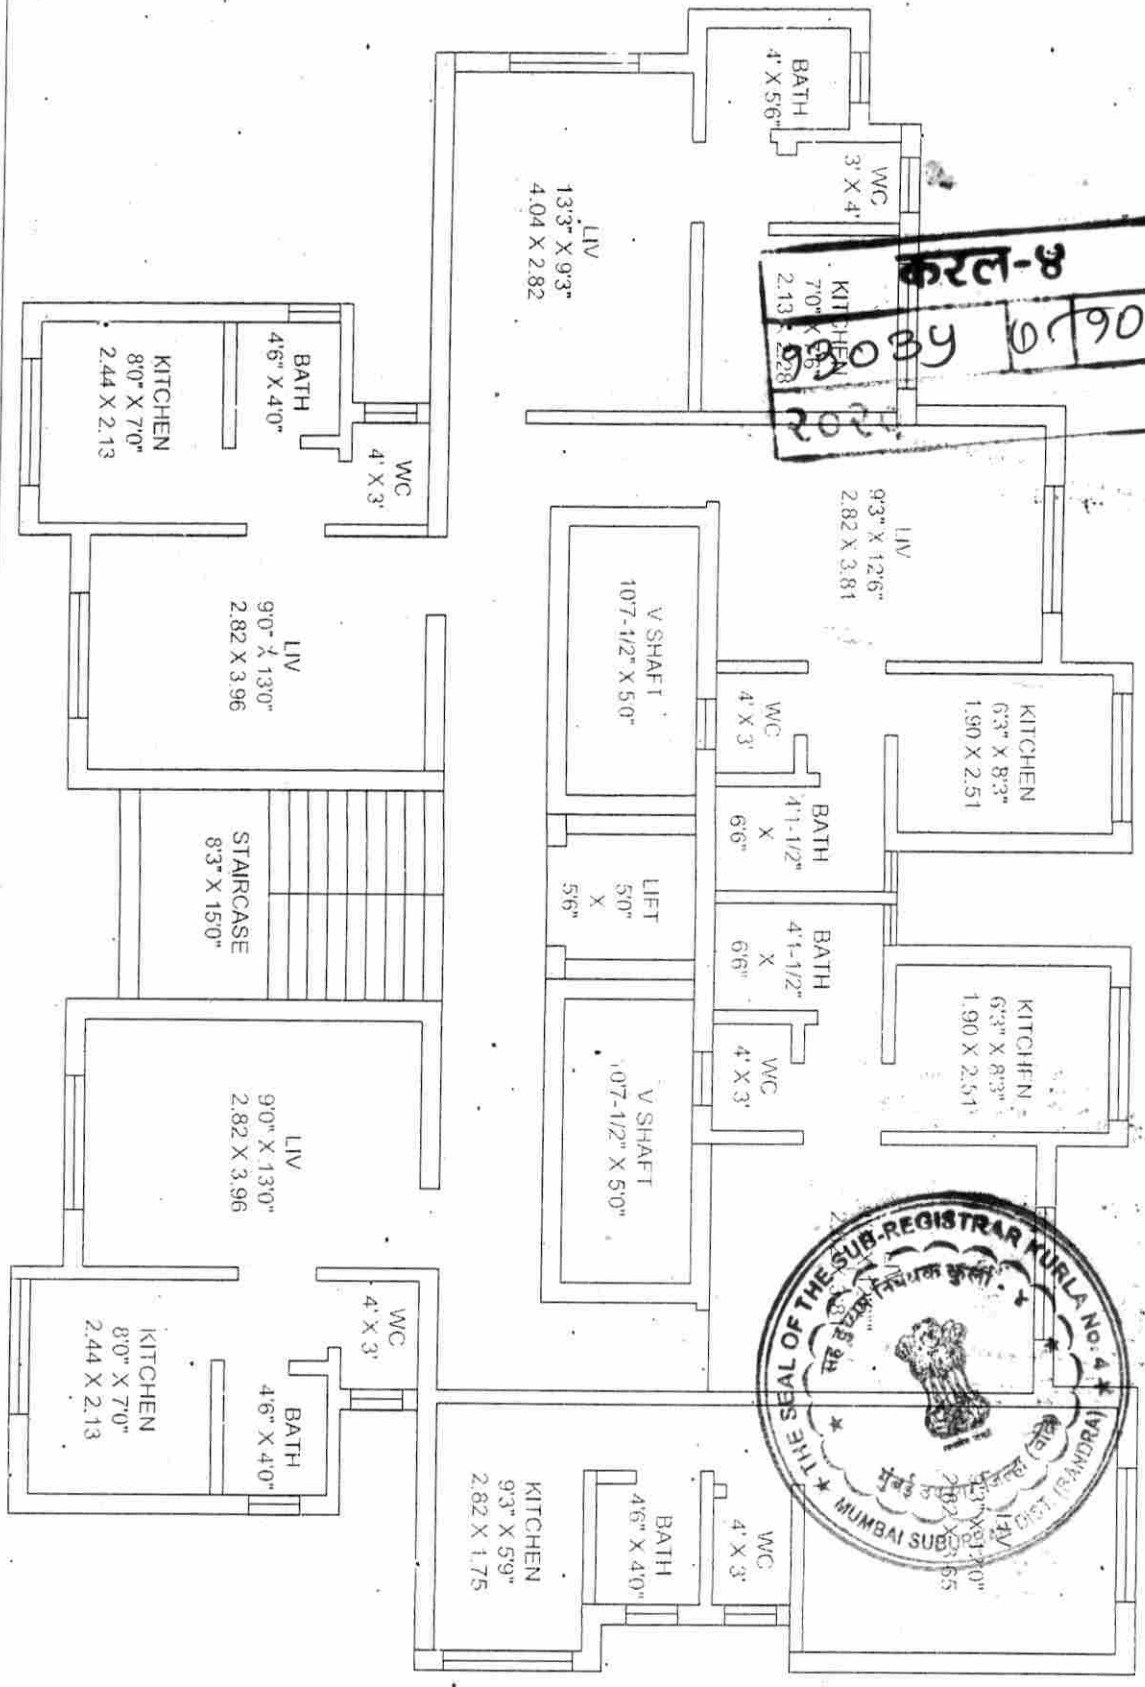 BATH
4' X 5'6"
WC
3' X 4'
LIV
13'3" X 9'3"
4.04 X 2.82
KITCHEN
करल-४
2024
BATH
4'6" X 4'0"
KITCHEN
8'0" X 7'0"
2.44 X 2.13
WC
4' X 3'
LIV
9'0" X 13'0"
2.82 X 3.96
LIV
9'3" X 12'6"
2.82 X 3.81
V SHAFT
10'7-1/2" X 5'0"
WC
4' X 3'
KITCHEN
6'3" X 8'3"
1.90 X 2.51
BATH
4'1-1/2"
X
6'6"
LIFT
5'0"
X
5'6"
STAIRCASE
8'3" X 15'0"
BATH
4'1-1/2"
X
6'6"
KITCHEN
6'3" X 8'3"
1.90 X 2.51
WC
4' X 3'
V SHAFT
10'7-1/2" X 5'0"
LIV
9'0" X 13'0"
2.82 X 3.96
WC
4' X 3'
KITCHEN
8'0" X 7'0"
2.44 X 2.13
BATH
4'6" X 4'0"
THE SEAL OF THE SUB-REGISTRAR KURLA No. 4
MUMBAI SUBURBAN DIST. (BANDRA)
सह दुय्यम निबंधक कुर्ला - ४
LIV
KITCHEN
9'3" X 5'9"
2.82 X 1.75
BATH
4'6" X 4'0"
WC
4' X 3'